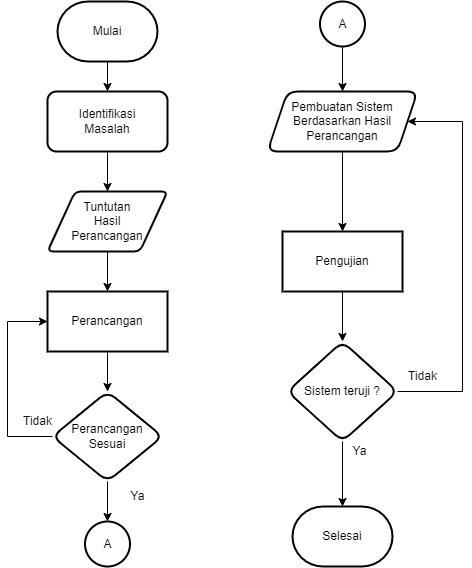 Mulai
Identifikasi
Masalah
Tuntutan
Hasil
Perancangan
Perancangan
Perancangan
Sesuai
Tidak
Ya
A
A
Pembuatan Sistem
Berdasarkan Hasil
Perancangan
Pengujian
Sistem teruji ?
Tidak
Ya
Selesai